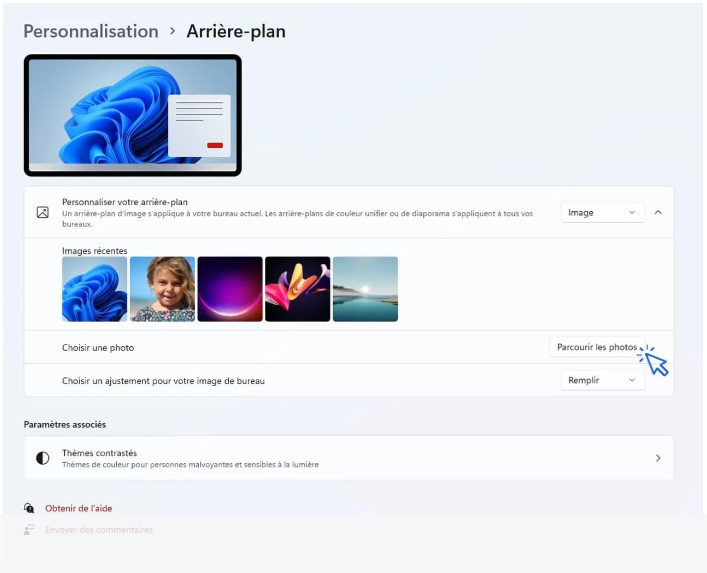 Personnalisation > Arrière-plan
Personnaliser votre arrière-plan
Un arrière-plan d'image s'applique à votre bureau actuel. Les arrière-plans de couleur unifier ou de diaporama s'appliquent à tous vos
bureaux.
Image
Images récentes
Choisir une photo
Parcourir les photos
Choisir un ajustement pour votre image de bureau
Remplir
Paramètres associés
Thèmes contrastés
Thèmes de couleur pour personnes malvoyantes et sensibles à la lumière
Obtenir de l'aide
Envoyer des commentaires